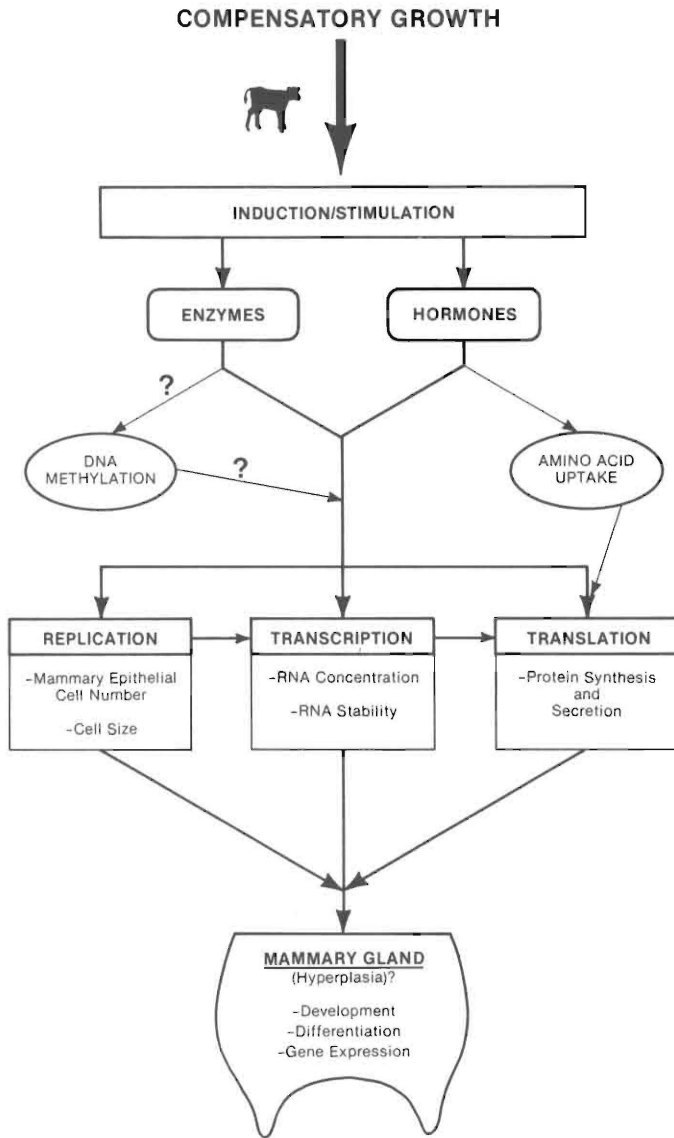 COMPENSATORY GROWTH
INDUCTION/STIMULATION
ENZYMES
HORMONES
?
DNA
METHYLATION
?
AMINO ACID
UPTAKE
REPLICATION
-Mammary Epithelial
Cell Number
-Cell Size
TRANSCRIPTION
-RNA Concentration
-RNA Stability
TRANSLATION
-Protein Synthesis
and
Secretion
MAMMARY GLAND
(Hyperplasia)?
-Development
-Differentiation
-Gene Expression